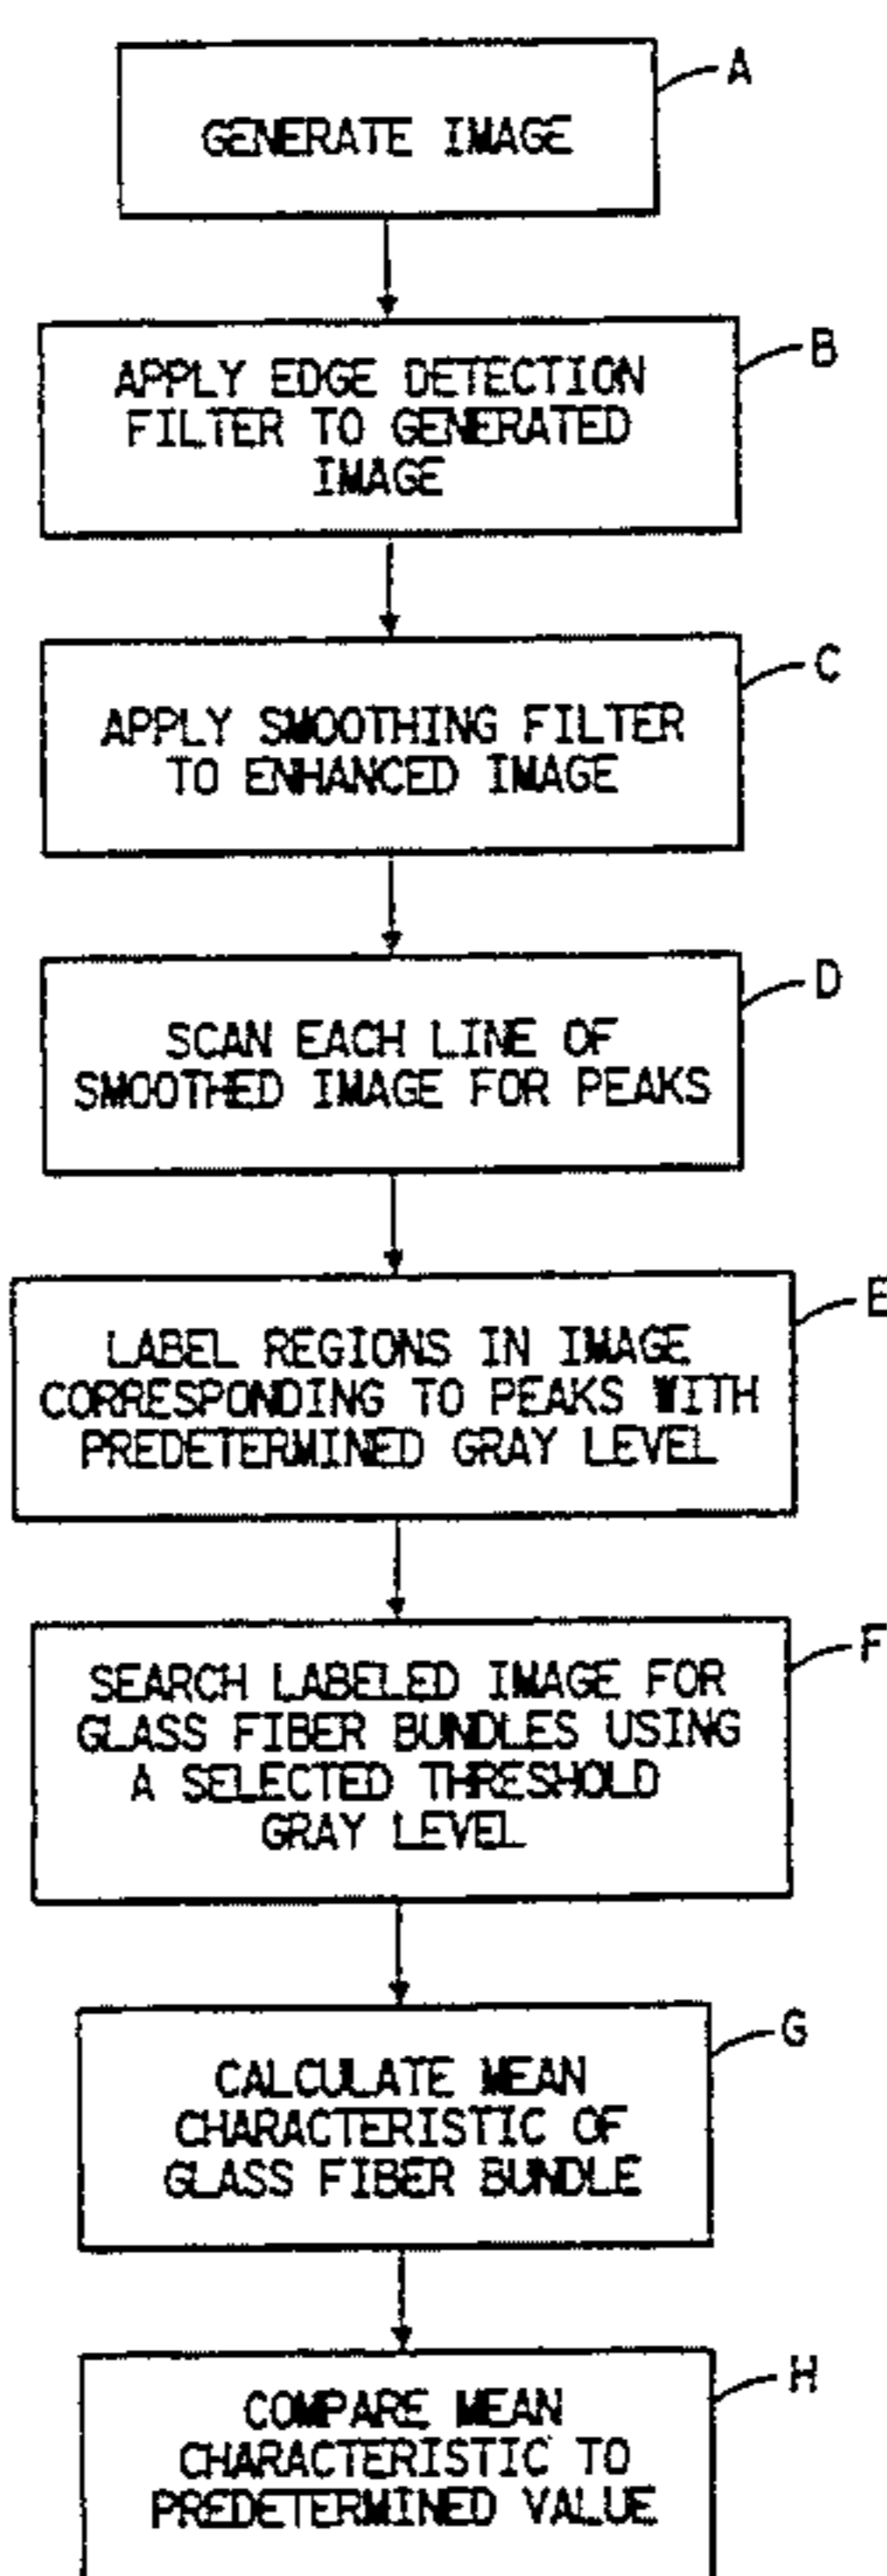 A
GENERATE IMAGE
B
APPLY EDGE DETECTION
FILTER TO GENERATED
IMAGE
C
APPLY SMOOTHING FILTER
TO ENHANCED IMAGE
D
SCAN EACH LINE OF
SMOOTHED IMAGE FOR PEAKS
E
LABEL REGIONS IN IMAGE
CORRESPONDING TO PEAKS WITH
PREDETERMINED GRAY LEVEL
F
SEARCH LABELED IMAGE FOR
GLASS FIBER BUNDLES USING
A SELECTED THRESHOLD
GRAY LEVEL
G
CALCULATE MEAN
CHARACTERISTIC OF
GLASS FIBER BUNDLE
H
COMPARE MEAN
CHARACTERISTIC TO
PREDETERMINED VALUE